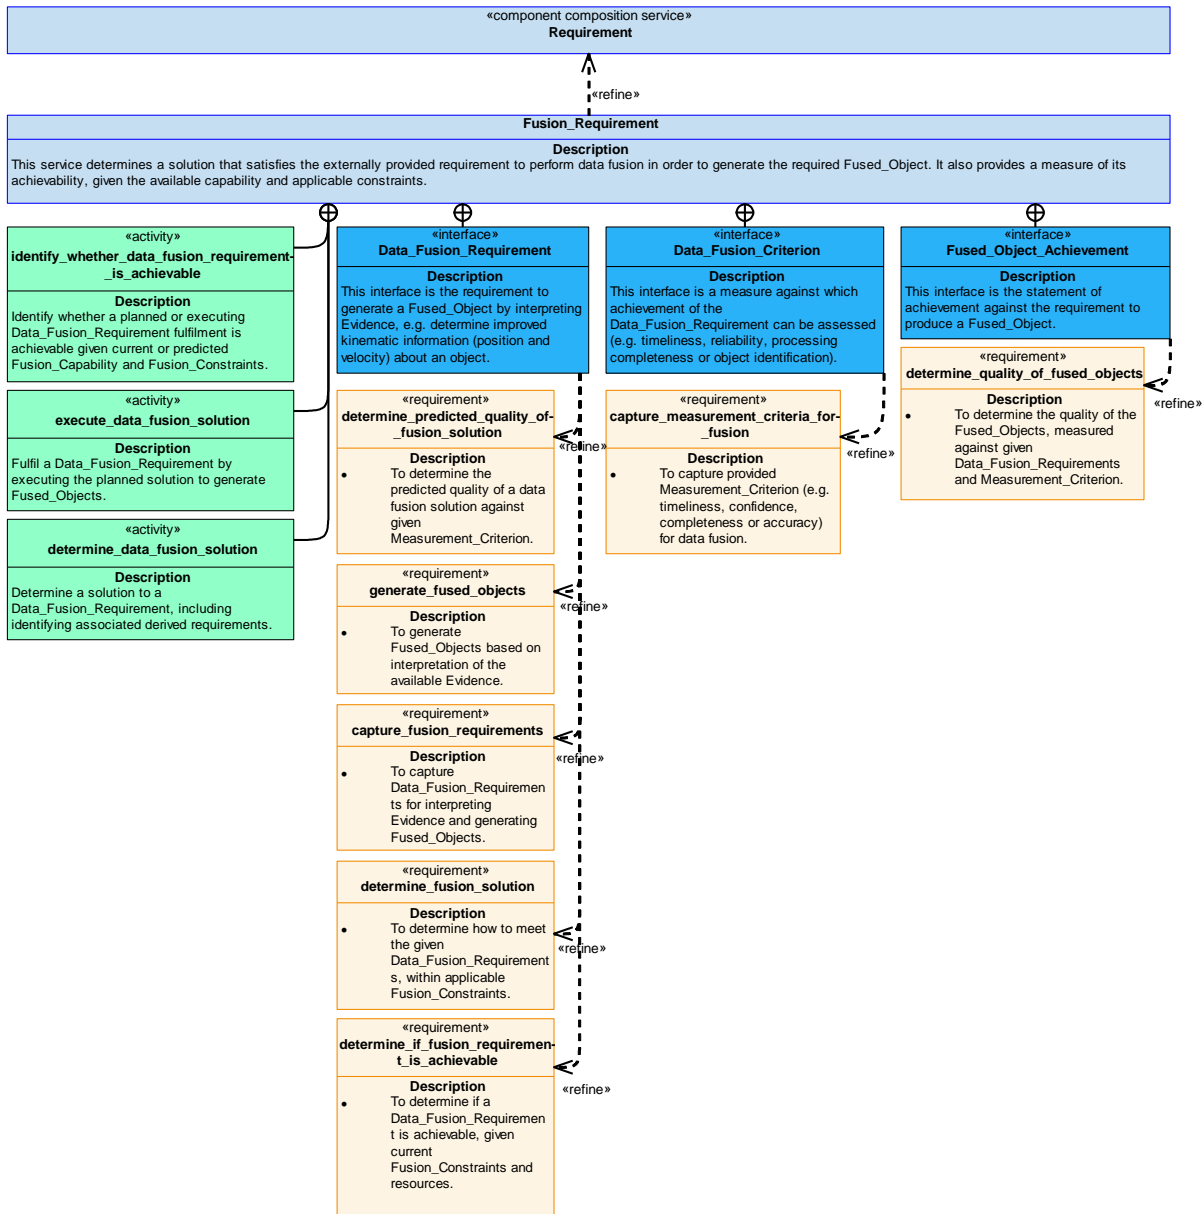 «component composition service»
Requirement
«refine»
Fusion_Requirement
Description
This service determines a solution that satisfies the externally provided requirement to perform data fusion in order to generate the required Fused_Object. It also provides a measure of its
achievability, given the available capability and applicable constraints.
«activity»
identify_whether_data_fusion_requirement-
_is_achievable
Description
Identify whether a planned or executing
Data_Fusion_Requirement fulfilment is
achievable given current or predicted
Fusion_Capability and Fusion_Constraints.
«activity»
execute_data_fusion_solution
Description
Fulfil a Data_Fusion_Requirement by
executing the planned solution to generate
Fused_Objects.
«activity»
determine_data_fusion_solution
Description
Determine a solution to a
Data_Fusion_Requirement, including
identifying associated derived requirements.
«interface»
Data_Fusion_Requirement
Description
This interface is the requirement to
generate a Fused_Object by interpreting
Evidence, e.g. determine improved
kinematic information (position and
velocity) about an object.
«requirement»
determine_predicted_quality_of-
_fusion_solution
Description
• To determine the
predicted quality of a data
fusion solution against
given
Measurement_Criterion.
«refine»
«requirement»
generate_fused_objects
Description
• To generate
Fused_Objects based on
interpretation of the
available Evidence.
«refine»
«requirement»
capture_fusion_requirements
Description
• To capture
Data_Fusion_Requiremen
ts for interpreting
Evidence and generating
Fused_Objects.
«refine»
«requirement»
determine_fusion_solution
Description
• To determine how to meet
the given
Data_Fusion_Requirement
s, within applicable
Fusion_Constraints.
«refine»
«requirement»
determine_if_fusion_requiremen-
t_is_achievable
Description
• To determine if a
Data_Fusion_Requiremen
t is achievable, given
current
Fusion_Constraints and
resources.
«refine»
«interface»
Data_Fusion_Criterion
Description
This interface is a measure against which
achievement of the
Data_Fusion_Requirement can be assessed
(e.g. timeliness, reliability, processing
completeness or object identification).
«requirement»
capture_measurement_criteria_for-
_fusion
Description
• To capture provided
Measurement_Criterion (e.g.
timeliness, confidence,
completeness or accuracy)
for data fusion.
«refine»
«interface»
Fused_Object_Achievement
Description
This interface is the statement of
achievement against the requirement to
produce a Fused_Object.
«requirement»
determine_quality_of_fused_objects
Description
• To determine the quality of the
Fused_Objects, measured
against given
Data_Fusion_Requirements
and Measurement_Criterion.
«refine»